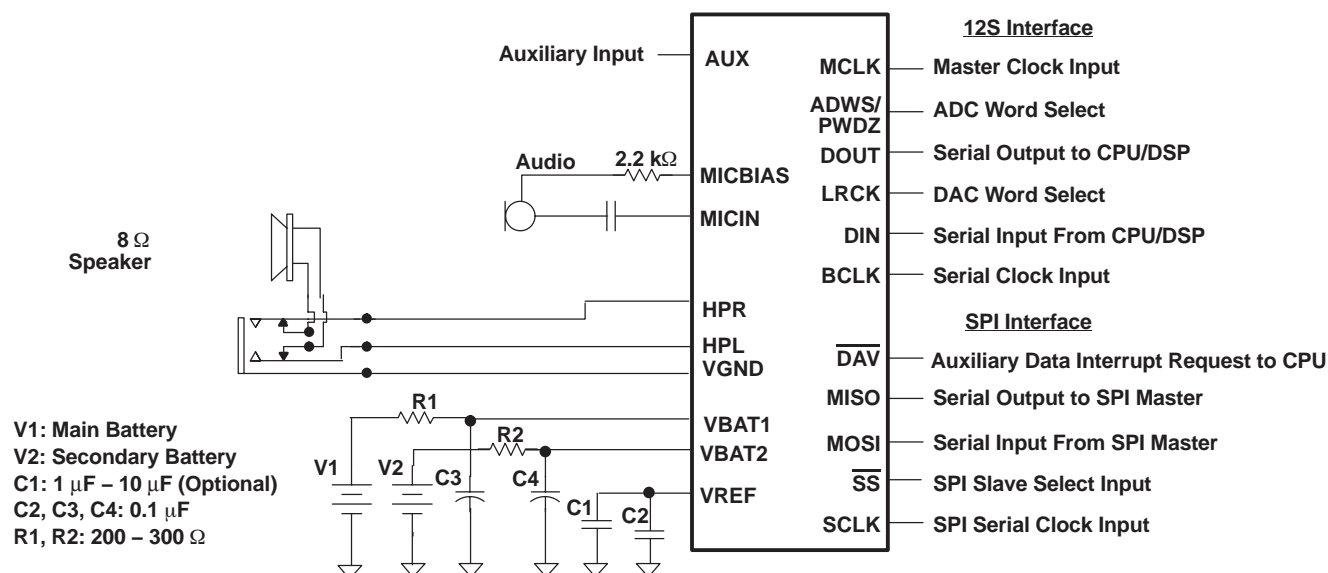 12S Interface
Auxiliary Input
AUX
MCLK
Master Clock Input
ADWS/
PWDZ
ADC Word Select
DOUT
Serial Output to CPU/DSP
Audio
2.2 kΩ
MICBIAS
LRCK
DAC Word Select
MICIN
DIN
Serial Input From CPU/DSP
8 Ω
Speaker
BCLK
Serial Clock Input
HPR
SPI Interface
HPL
VGND
DAV
Auxiliary Data Interrupt Request to CPU
R1
MISO
Serial Output to SPI Master
VBAT1
R2
VBAT2
MOSI
Serial Input From SPI Master
V1: Main Battery
V2: Secondary Battery
C1: 1 μF – 10 μF (Optional)
C2, C3, C4: 0.1 μF
R1, R2: 200 – 300 Ω
V1
V2
C3
C4
C1
C2
VREF
SS
SPI Slave Select Input
SCLK
SPI Serial Clock Input